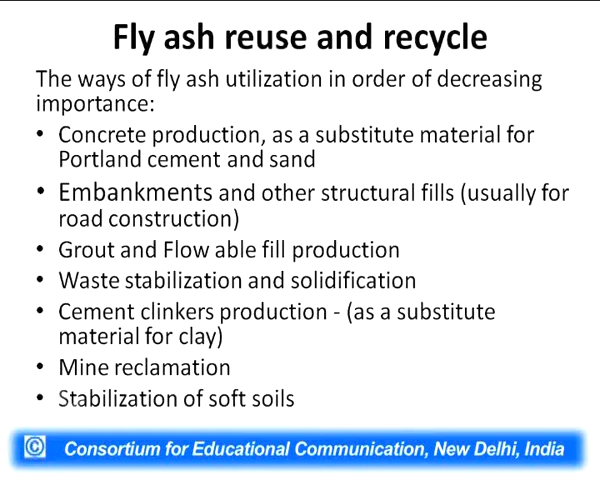 Fly ash reuse and recycle
The ways of fly ash utilization in order of decreasing
importance:
• Concrete production, as a substitute material for
Portland cement and sand
• Embankments and other structural fills (usually for
road construction)
• Grout and Flow able fill production
• Waste stabilization and solidification
• Cement clinkers production - (as a substitute
material for clay)
• Mine reclamation
• Stabilization of soft soils
© Consortium for Educational Communication, New Delhi, India